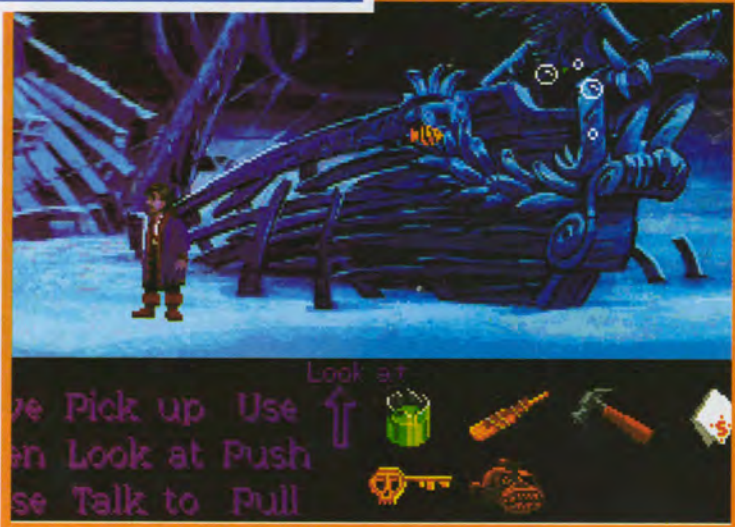 Look at
ve Pick up Use
en Look at Push
se Talk to Pull
$